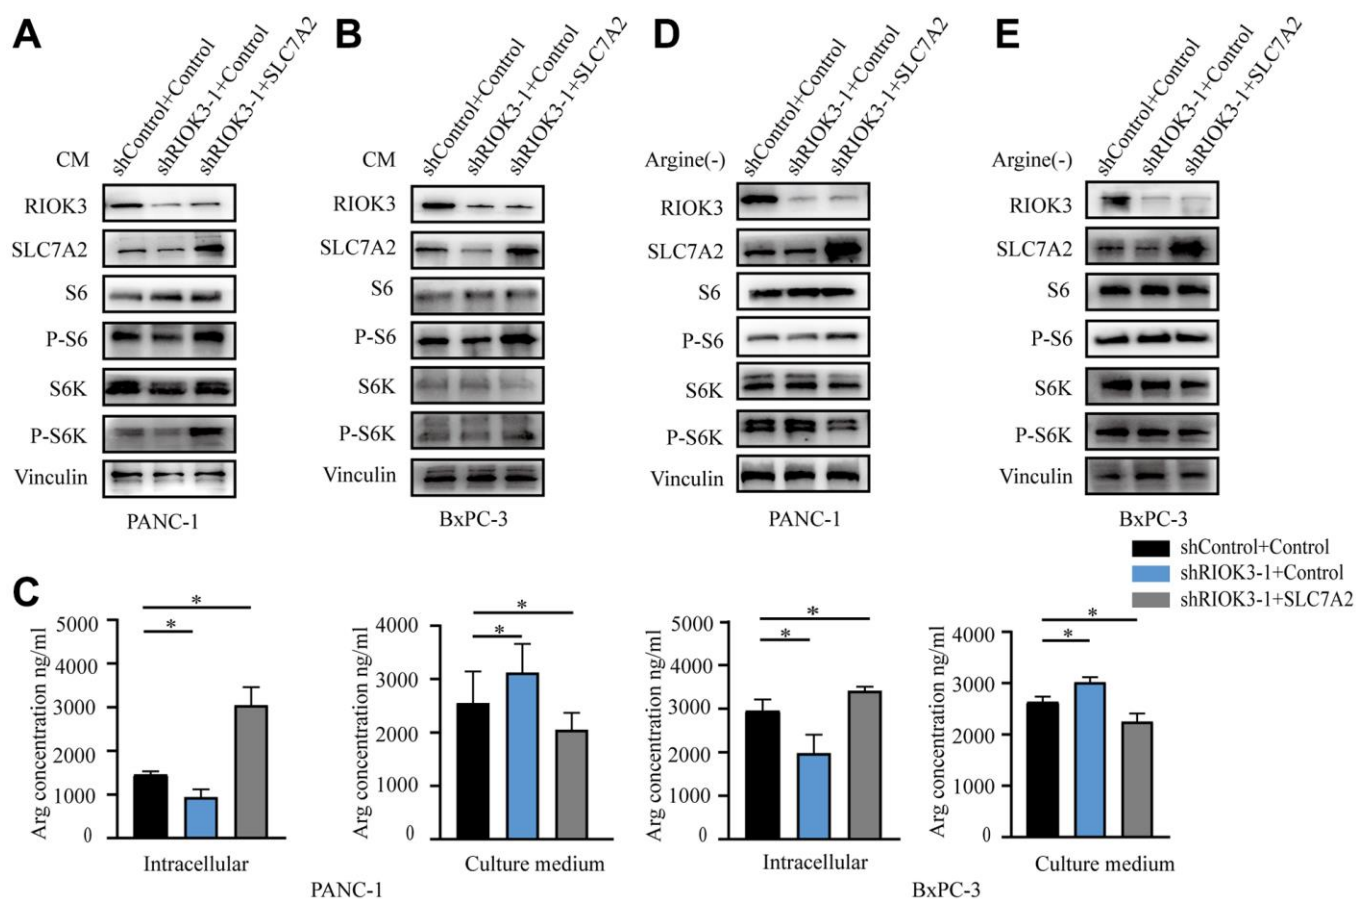 A
shControl+Control
shRIOK3-1+Control
shRIOK3-1+SLC7A2
CM
RIOK3
SLC7A2
S6
P-S6
S6K
P-S6K
Vinculin
PANC-1
B
shControl+Control
shRIOK3-1+Control
shRIOK3-1+SLC7A2
CM
RIOK3
SLC7A2
S6
P-S6
S6K
P-S6K
Vinculin
BxPC-3
D
shControl+Control
shRIOK3-1+Control
shRIOK3-1+SLC7A2
Argine(-)
RIOK3
SLC7A2
S6
P-S6
S6K
P-S6K
Vinculin
PANC-1
E
shControl+Control
shRIOK3-1+Control
shRIOK3-1+SLC7A2
Argine(-)
RIOK3
SLC7A2
S6
P-S6
S6K
P-S6K
Vinculin
BxPC-3
shControl+Control
shRIOK3-1+Control
shRIOK3-1+SLC7A2
C
Arg concentration ng/ml
5000
4000
3000
2000
1000
0
*
*
Intracellular
Arg concentration ng/ml
4000
3000
2000
1000
0
*
*
Culture medium
PANC-1
Arg concentration ng/ml
5000
4000
3000
2000
1000
0
*
*
Intracellular
Arg concentration ng/ml
4000
3000
2000
1000
0
*
*
Culture medium
BxPC-3